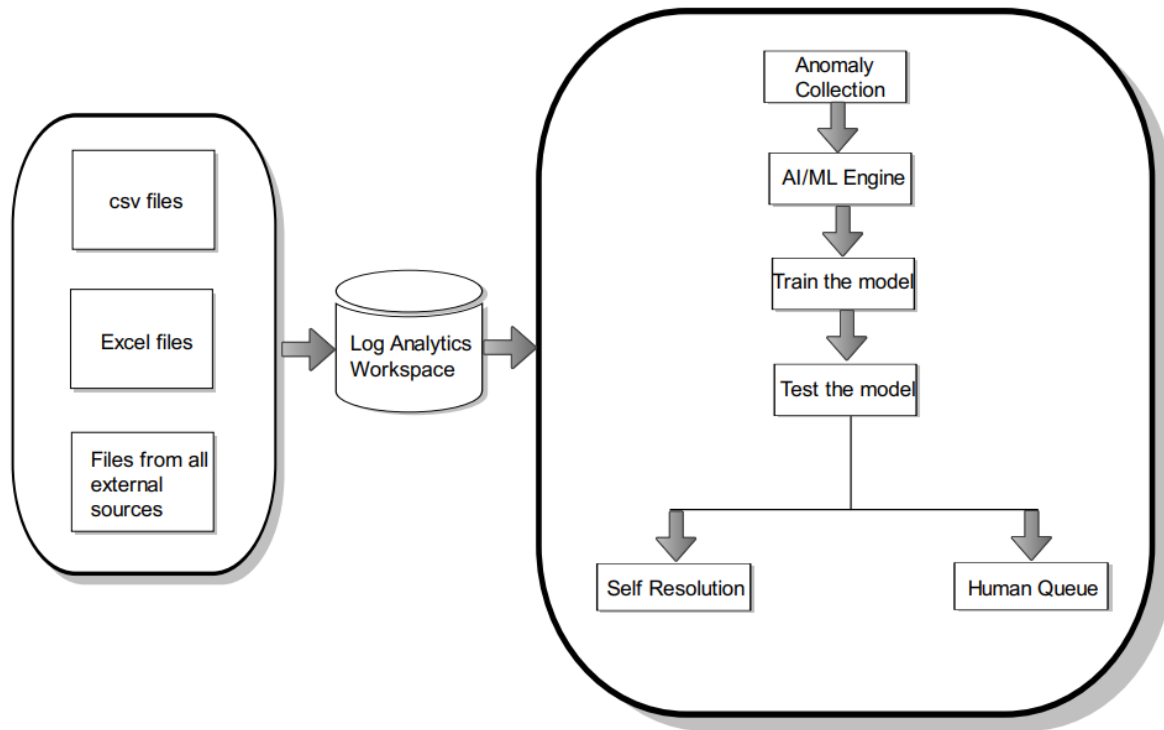 csv files
Excel files
Files from all
external
sources
Log Analytics
Workspace
Anomaly
Collection
AI/ML Engine
Train the model
Test the model
Self Resolution
Human Queue